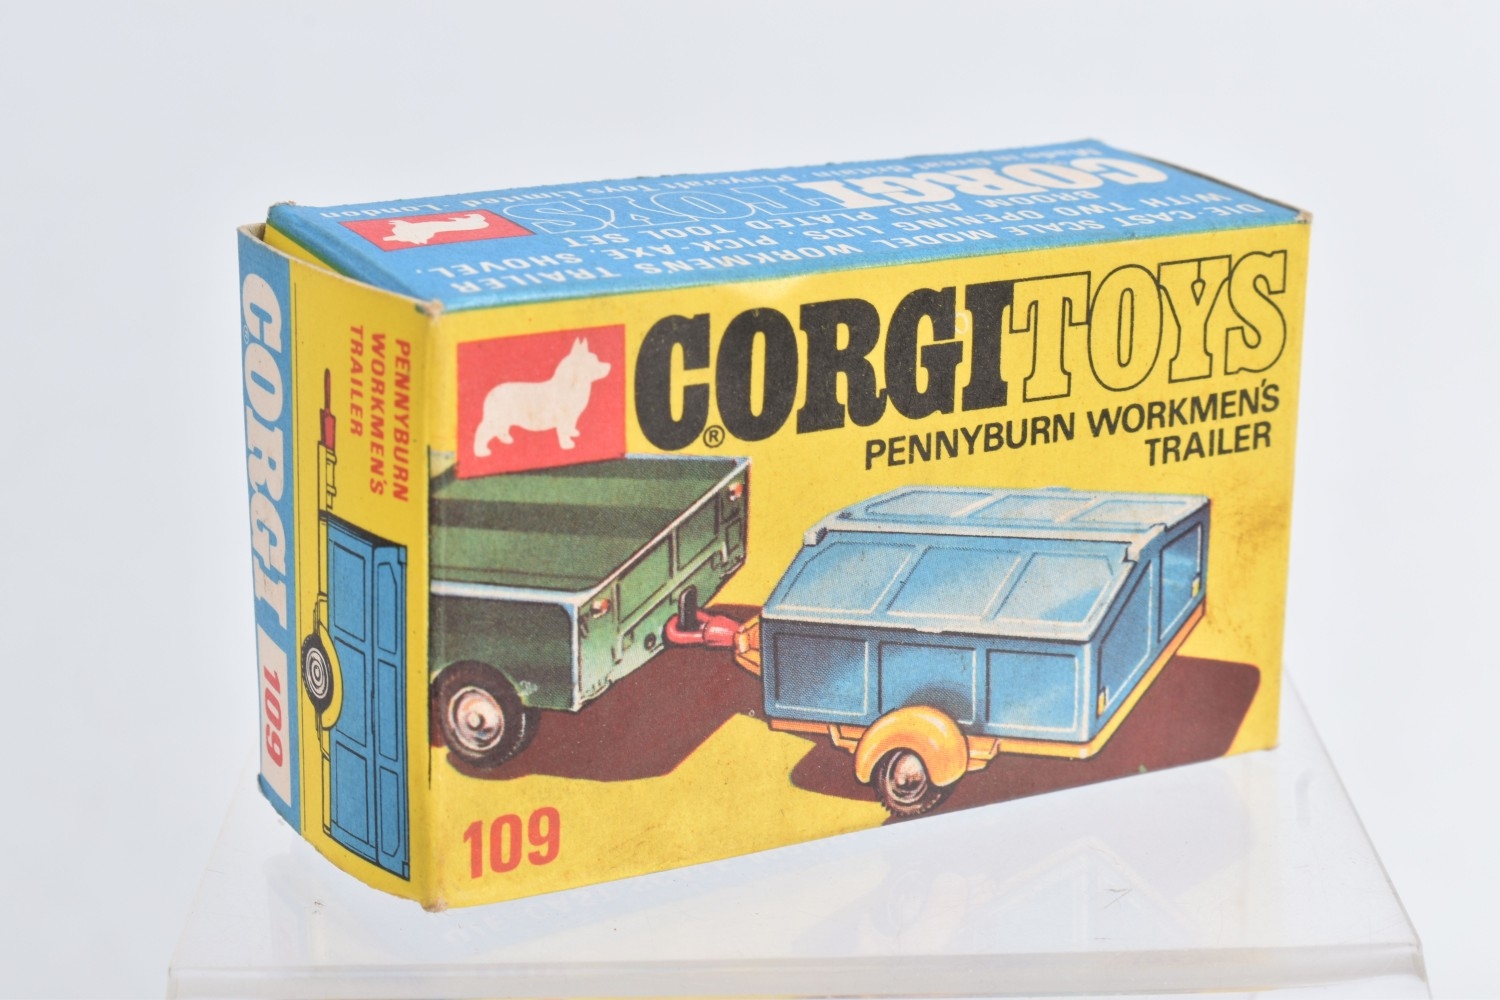 CORGI TOYS
®
PENNYBURN WORKMEN'S
TRAILER
109
CORGI
®
109
PENNYBURN
WORKMEN'S
TRAILER
DIE-CAST SCALE MODEL WORKMEN'S TRAILER
WITH TWO OPENING LIDS, PICK-AXE, SHOVEL,
BROOM AND PLATED TOOL SET
CORGI TOYS
Made in Great Britain Playcraft Toys Limited London